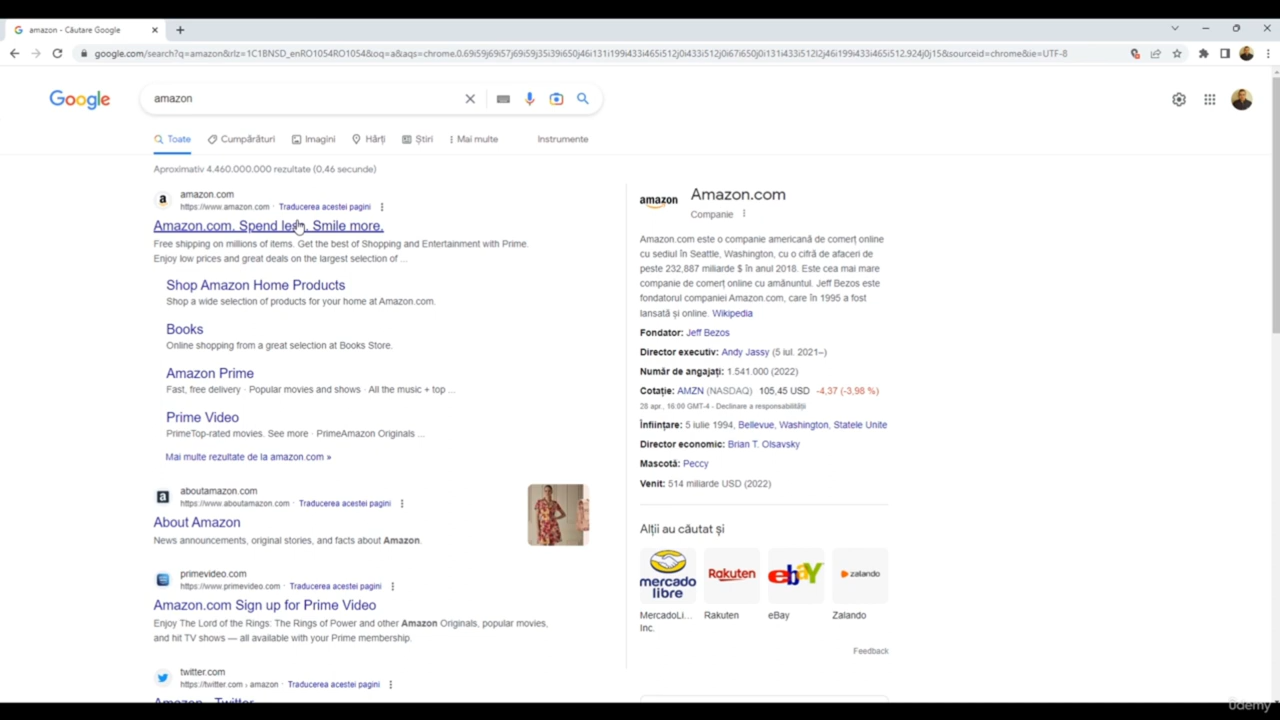 amazon - Căutare Google
google.com/search?q=amazon&rlz=1C1BNSD_enRO1054RO1054&oq=a&aqs=chrome.0.69i59j69i57j69i59j35i39i650j46i131i199i433i465i512j0i433i512j0i67i650j0i131i433i512l2j46i199i433i465i512.924j0j15&sourceid=chrome&ie=UTF-8
Google
amazon
Toate
Cumpărături
Imagini
Hărți
Știri
Mai multe
Instrumente
Aproximativ 4.460.000.000 rezultate (0,46 secunde)
amazon.com
https://www.amazon.com · Traducerea acestei pagini
Amazon.com. Spend less. Smile more.
Free shipping on millions of items. Get the best of Shopping and Entertainment with Prime.
Enjoy low prices and great deals on the largest selection of ...
Shop Amazon Home Products
Shop a wide selection of products for your home at Amazon.com.
Books
Online shopping from a great selection at Books Store.
Amazon Prime
Fast, free delivery · Popular movies and shows · All the music + top ...
Prime Video
PrimeTop-rated movies. See more · PrimeAmazon Originals ...
Mai multe rezultate de la amazon.com »
aboutamazon.com
https://www.aboutamazon.com · Traducerea acestei pagini
About Amazon
News announcements, original stories, and facts about Amazon.
primevideo.com
https://www.primevideo.com · Traducerea acestei pagini
Amazon.com Sign up for Prime Video
Enjoy The Lord of the Rings: The Rings of Power and other Amazon Originals, popular movies,
and hit TV shows — all available with your Prime membership.
twitter.com
https://twitter.com › amazon · Traducerea acestei pagini
Amazon - Twitter
amazon
Amazon.com
Companie
Amazon.com este o companie americană de comerț online
cu sediul în Seattle, Washington, cu o cifră de afaceri de
peste 232,887 miliarde $ în anul 2018. Este cea mai mare
companie de comerț online cu amănuntul. Jeff Bezos este
fondatorul companiei Amazon.com, care în 1995 a fost
lansată și online. Wikipedia
Fondator: Jeff Bezos
Director executiv: Andy Jassy (5 iul. 2021–)
Număr de angajați: 1.541.000 (2022)
Cotație: AMZN (NASDAQ) 105,45 USD -4,37 (-3,98 %)
28 apr., 16:00 GMT-4 - Declinare a responsabilității
Înființare: 5 iulie 1994, Bellevue, Washington, Statele Unite
Director economic: Brian T. Olsavsky
Mascotă: Peccy
Venit: 514 miliarde USD (2022)
Alții au căutat și
mercado
libre
Rakuten
ebay
zalando
MercadoLi...
Inc.
Rakuten
eBay
Zalando
Feedback
ûdemy